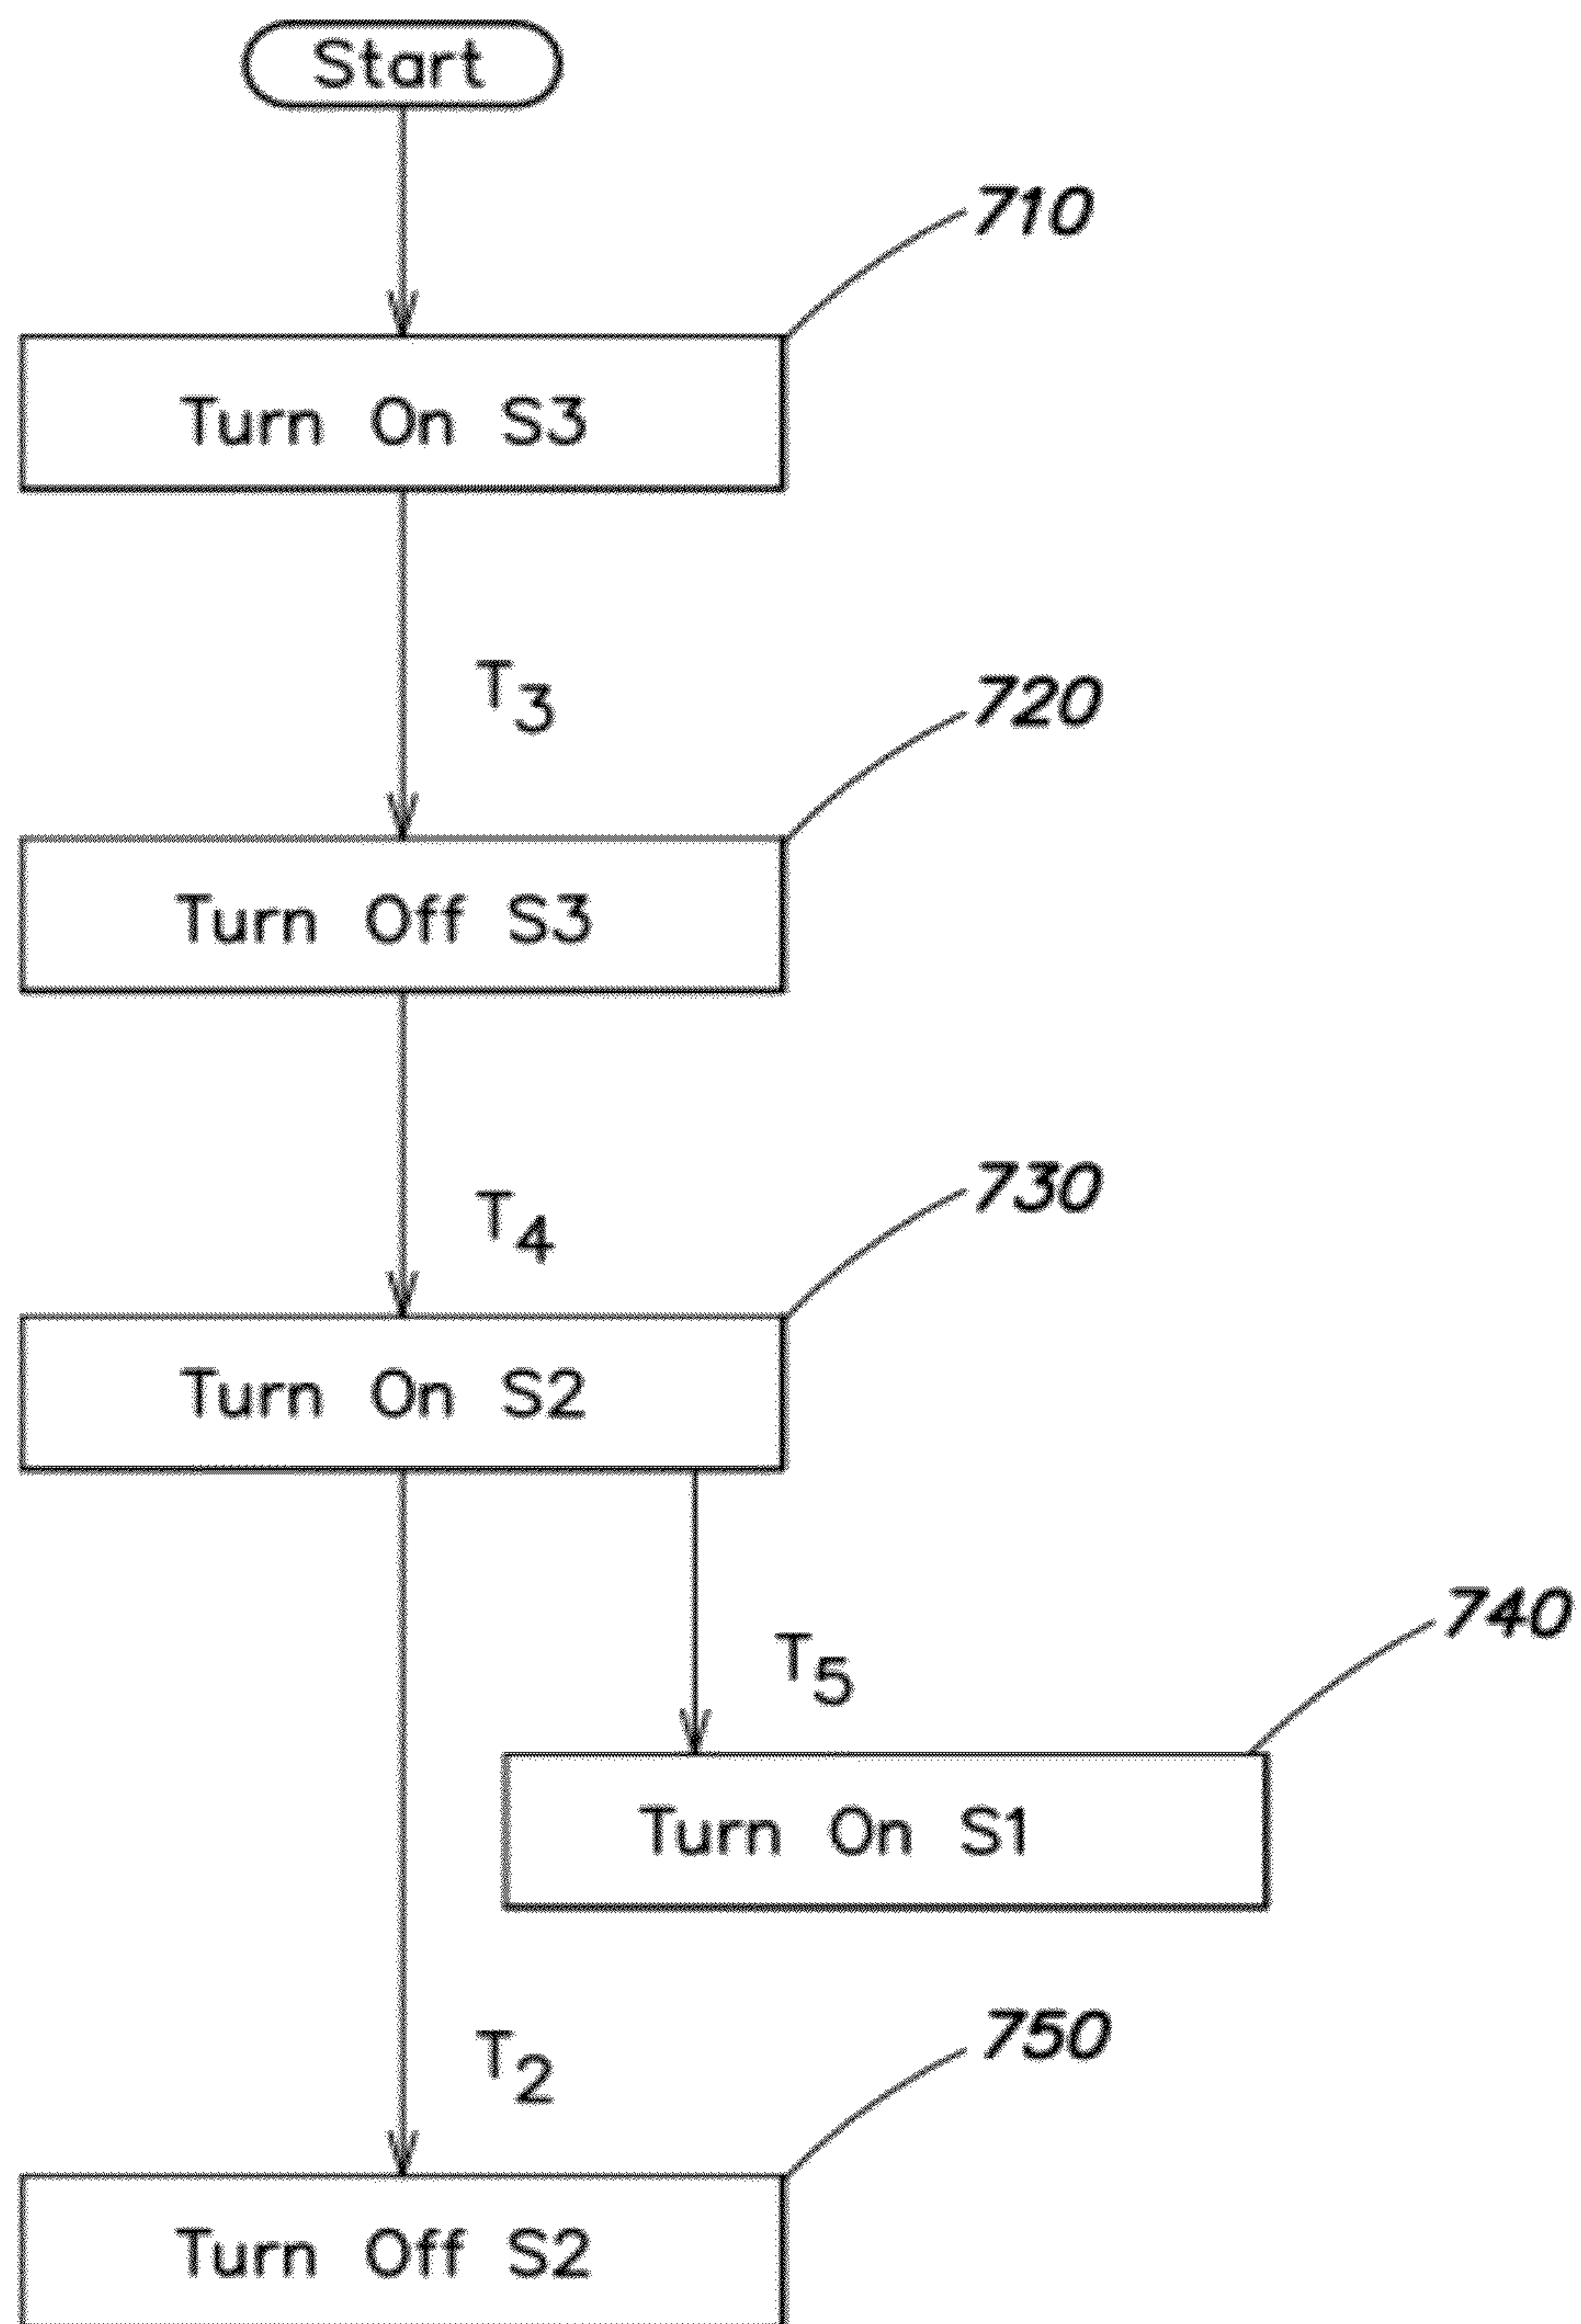 Start
710
Turn On S3
T3
720
Turn Off S3
T4
730
Turn On S2
T5
740
Turn On S1
T2
750
Turn Off S2